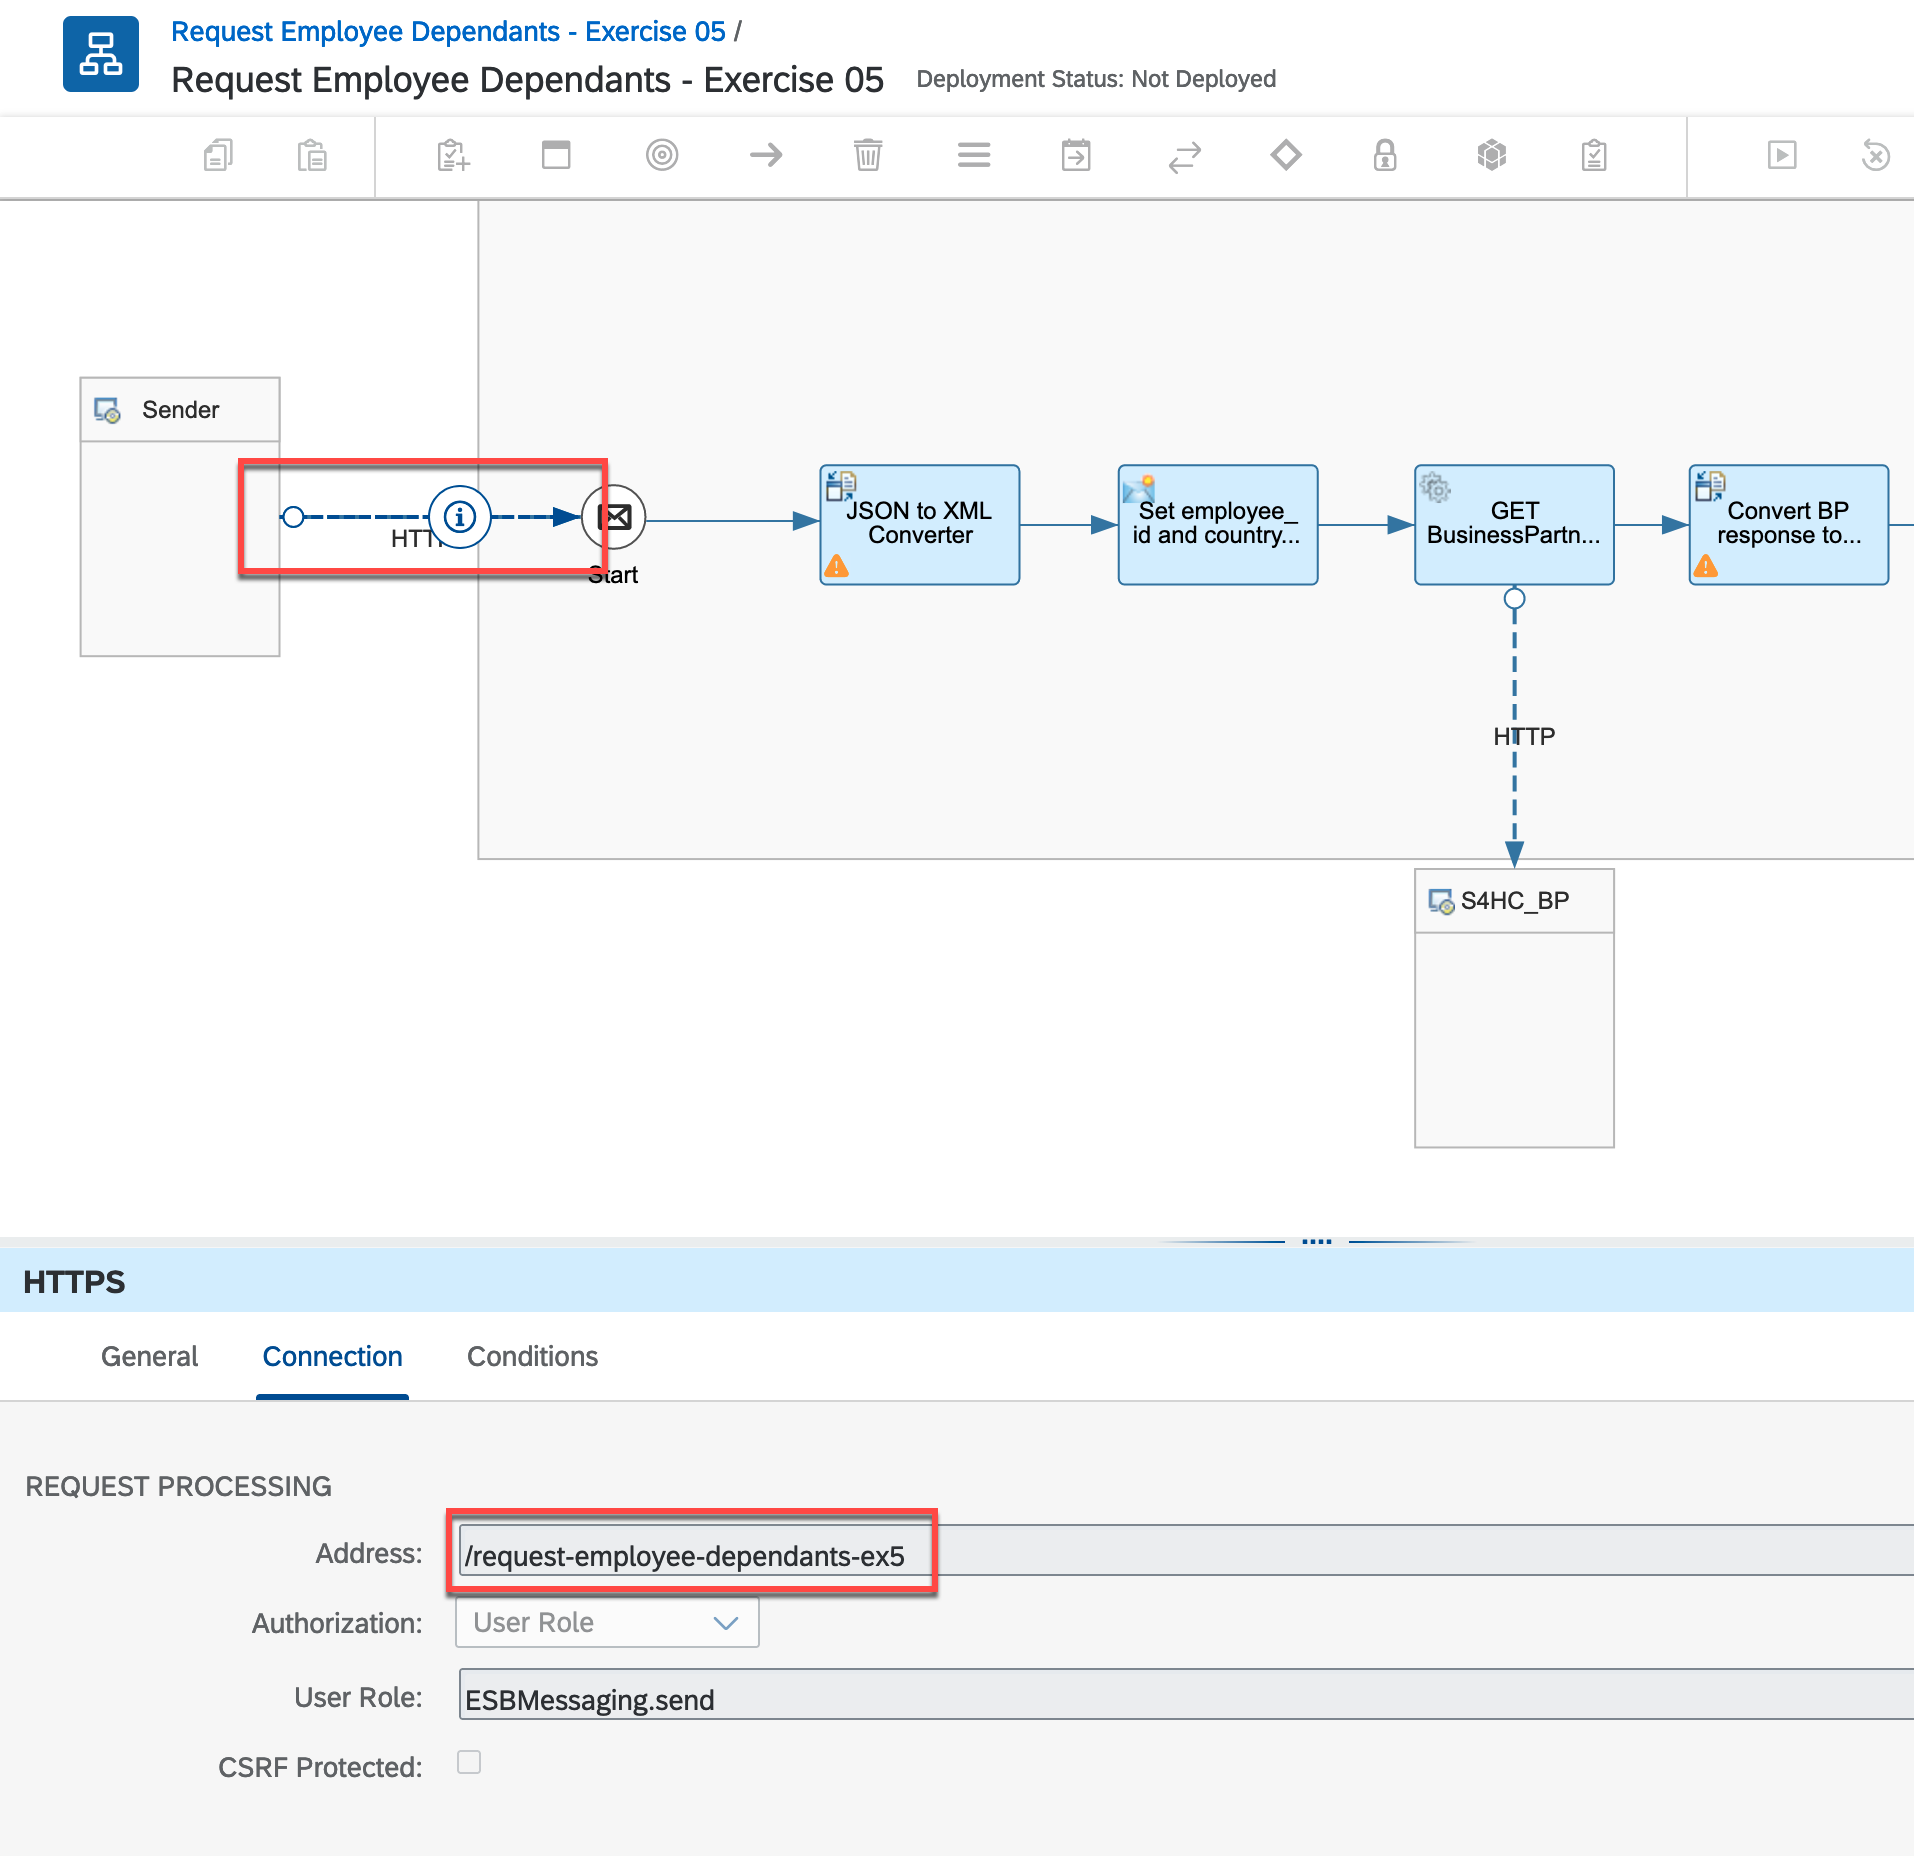 Request Employee Dependants - Exercise 05 /
Request Employee Dependants - Exercise 05 Deployment Status: Not Deployed
Sender
HTTP
Start
JSON to XML
Converter
Set employee_
id and country...
GET
BusinessPartn...
Convert BP
response to...
HTTP
S4HC_BP
HTTPS
General Connection Conditions
REQUEST PROCESSING
Address: /request-employee-dependants-ex5
Authorization: User Role
User Role: ESBMessaging.send
CSRF Protected: